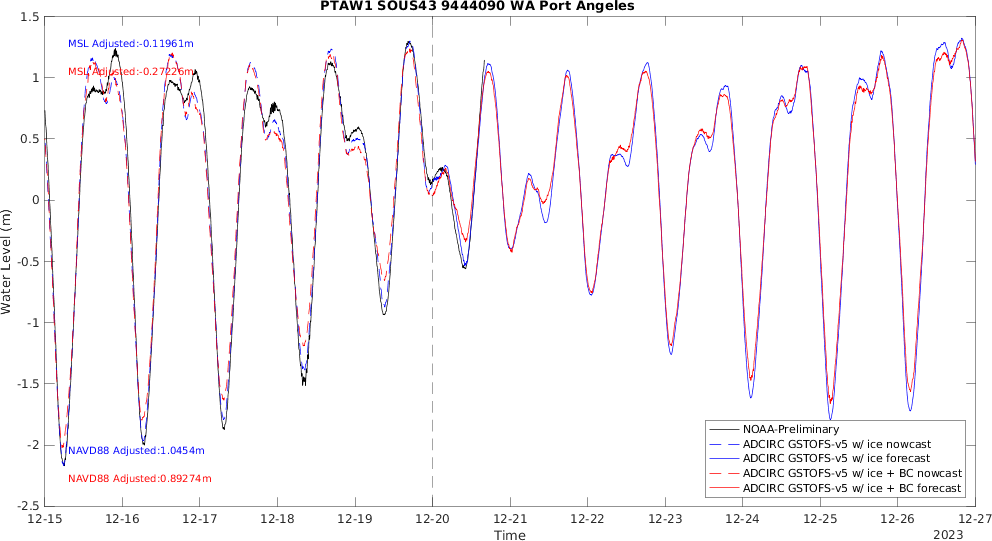 PTAW1 SOUS43 9444090 WA Port Angeles
1.5
1
0.5
0
-0.5
-1
-1.5
-2
-2.5
Water Level (m)
MSL Adjusted:-0.11961m
MSL Adjusted:-0.27226m
NAVD88 Adjusted:1.0454m
NAVD88 Adjusted:0.89274m
NOAA-Preliminary
ADCIRC GSTOFS-v5 w/ ice nowcast
ADCIRC GSTOFS-v5 w/ ice forecast
ADCIRC GSTOFS-v5 w/ ice + BC nowcast
ADCIRC GSTOFS-v5 w/ ice + BC forecast
12-15 12-16 12-17 12-18 12-19 12-20 12-21 12-22 12-23 12-24 12-25 12-26 12-27
Time
2023